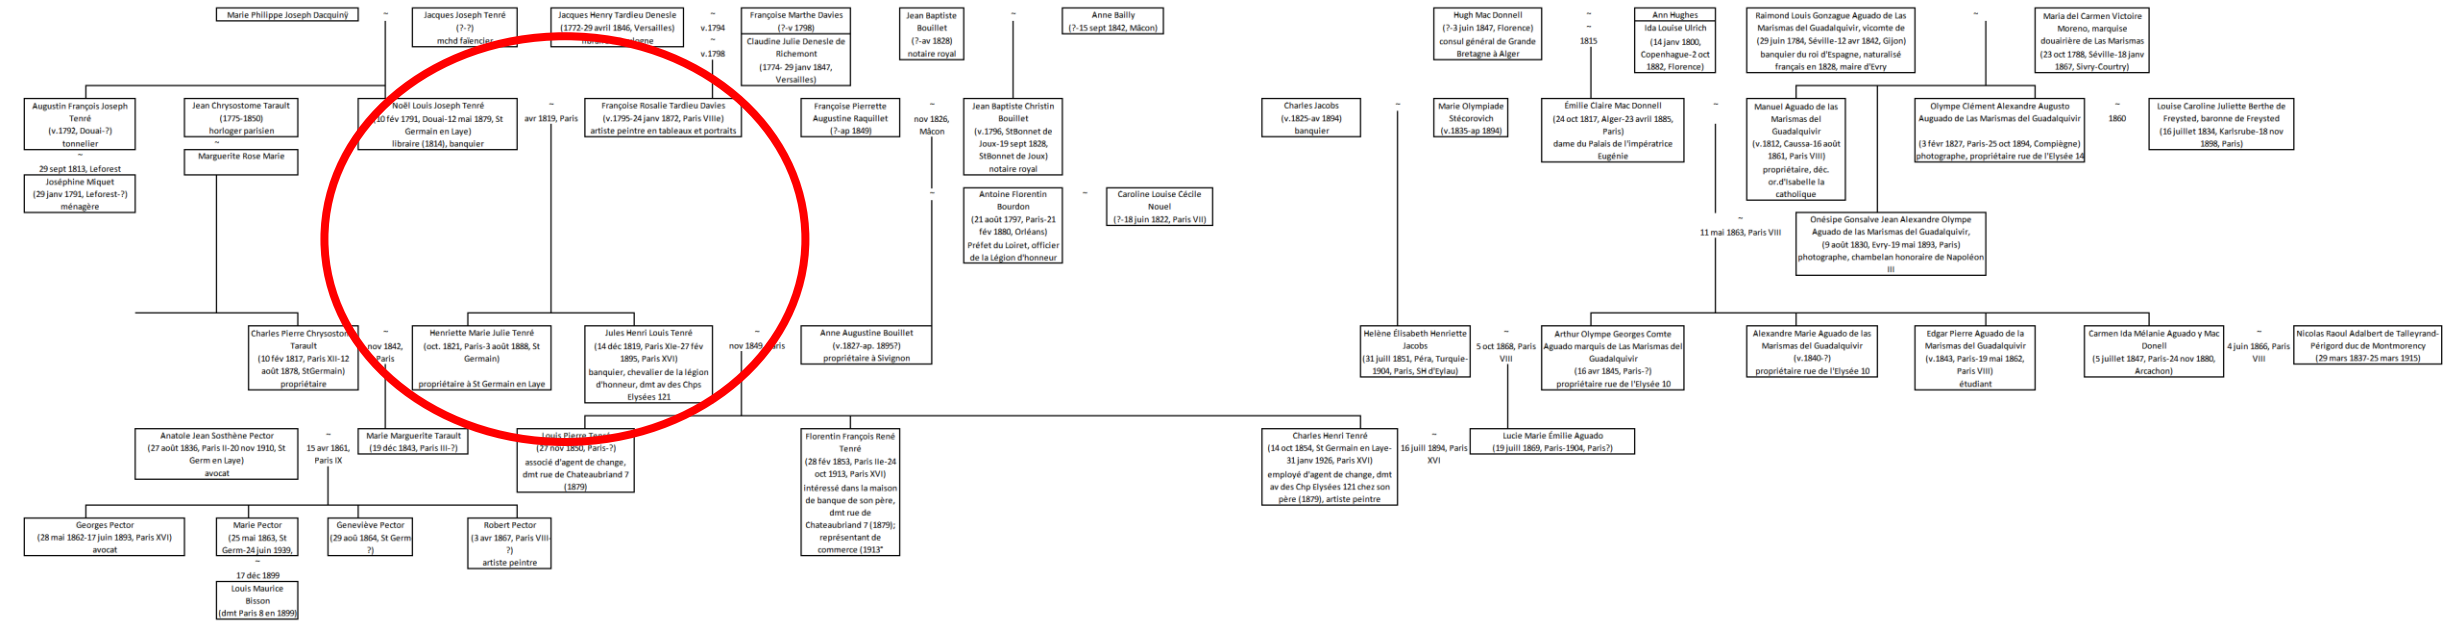 Marie Philippe Joseph Dacquinÿ
~
Jacques Joseph Tenré
(?-?)
mchd faïencier
Jacques Henry Tardieu Denesle
(1772-29 avril 1846, Versailles)
v.1794
~
v.1798
Françoise Marthe Davies
(?-v 1798)
Claudine Julie Denesle de
Richemont
(1774- 29 janv 1847,
Versailles)
Jean Baptiste
Bouillet
(?-av 1828)
notaire royal
~
Anne Bailly
(?-15 sept 1842, Mâcon)
Hugh Mac Donnell
(?-3 juin 1847, Florence)
consul général de Grande
Bretagne à Alger
~
~
1815
Ann Hughes
Ida Louise Ulrich
(14 janv 1800,
Copenhague-2 oct
1882, Florence)
Raimond Louis Gonzague Aguado de Las
Marismas del Guadalquivir, vicomte de
(29 juin 1784, Séville-12 avr 1842, Gijon)
banquier du roi d'Espagne, naturalisé
français en 1828, maire d'Evry
~
Maria del Carmen Victoire
Moreno, marquise
douairière de Las Marismas
(23 oct 1788, Séville-18 janv
1867, Sivry-Courtry)
Augustin François Joseph
Tenré
(v.1792, Douai-?)
tonnelier
~
29 sept 1813, Leforest
Joséphine Miquet
(29 janv 1791, Leforest-?)
ménagère
Jean Chrysostome Tarault
(1775-1850)
horloger parisien
~
Marguerite Rose Marie
Noël Louis Joseph Tenré
(10 fév 1791, Douai-12 mai 1879, St
Germain en Laye)
libraire (1814), banquier
~
avr 1819, Paris
Françoise Rosalie Tardieu Davies
(v.1795-24 janv 1872, Paris VIIIe)
artiste peintre en tableaux et portraits
Françoise Pierrette
Augustine Raquillet
(?-ap 1849)
~
nov 1826,
Mâcon
~
Jean Baptiste Christin
Bouillet
(v.1796, StBonnet de
Joux-19 sept 1828,
StBonnet de Joux)
notaire royal
Antoine Florentin
Bourdon
(21 août 1797, Paris-21
fév 1880, Orléans)
Préfet du Loiret, officier
de la Légion d'honneur
~
Caroline Louise Cécile
Nouel
(?-18 juin 1822, Paris VII)
Charles Jacobs
(v.1825-av 1894)
banquier
~
Marie Olympiade
Stécorovich
(v.1835-ap 1894)
Émilie Claire Mac Donnell
(24 oct 1817, Alger-23 avril 1885,
Paris)
dame du Palais de l'impératrice
Eugénie
~
Manuel Aguado de las
Marismas del
Guadalquivir
(v.1812, Caussa-16 août
1861, Paris VIII)
propriétaire, déc.
or.d'Isabelle la
catholique
Olympe Clément Alexandre Augusto
Auguado de Las Marismas del Guadalquivir
(3 févr 1827, Paris-25 oct 1894, Compiègne)
photographe, propriétaire rue de l'Elysée 14
~
1860
Louise Caroline Juliette Berthe de
Freysted, baronne de Freysted
(16 juillet 1834, Karlsrube-18 nov
1898, Paris)
~
11 mai 1863, Paris VIII
Onésipe Gonsalve Jean Alexandre Olympe
Aguado de las Marismas del Guadalquivir,
(9 août 1830, Evry-19 mai 1893, Paris)
photographe, chambelan honoraire de Napoléon
III
Charles Pierre Chrysostome
Tarault
(10 fév 1817, Paris XII-12
août 1878, StGermain)
propriétaire
~
nov 1842,
Paris
Henriette Marie Julie Tenré
(oct. 1821, Paris-3 août 1888, St
Germain)
propriétaire à St Germain en Laye
Jules Henri Louis Tenré
(14 déc 1819, Paris XIe-27 fév
1895, Paris XVI)
banquier, chevalier de la légion
d'honneur, dmt av des Chps
Elysées 121
~
nov 1849, Paris
Anne Augustine Bouillet
(v.1827-ap. 1895?)
propriétaire à Sivignon
Helène Élisabeth Henriette
Jacobs
(31 juill 1851, Péra, Turquie-
1904, Paris, SH d'Eylau)
~
5 oct 1868, Paris
VIII
Arthur Olympe Georges Comte
Aguado marquis de Las Marismas del
Guadalquivir
(16 avr 1845, Paris-?)
propriétaire rue de l'Elysée 10
Alexandre Marie Aguado de las
Marismas del Guadalquivir
(v.1840-?)
propriétaire rue de l'Elysée 10
Edgar Pierre Aguado de la
Marismas del Guadalquivir
(v.1843, Paris-19 mai 1862,
Paris VIII)
étudiant
Carmen Ida Mélanie Aguado y Mac
Donell
(5 juillet 1847, Paris-24 nov 1880,
Arcachon)
~
4 juin 1866, Paris
VIII
Nicolas Raoul Adalbert de Talleyrand-
Périgord duc de Montmorency
(29 mars 1837-25 mars 1915)
Anatole Jean Sosthène Pector
(27 août 1836, Paris II-20 nov 1910, St
Germ en Laye)
avocat
~
15 avr 1861,
Paris IX
Marie Marguerite Tarault
(19 déc 1843, Paris III-?)
Louis Pierre Tenré
(27 nov 1850, Paris-?)
associé d'agent de change,
dmt rue de Chateaubriand 7
(1879)
Florentin François René
Tenré
(28 fév 1853, Paris IIe-24
oct 1913, Paris XVI)
intéressé dans la maison
de banque de son père,
dmt rue de
Chateaubriand 7 (1879);
représentant de
commerce (1913"
Charles Henri Tenré
(14 oct 1854, St Germain en Laye-
31 janv 1926, Paris XVI)
employé d'agent de change, dmt
av des Chp Elysées 121 chez son
père (1879), artiste peintre
~
16 juill 1894, Paris
XVI
Lucie Marie Émilie Aguado
(19 juill 1869, Paris-1904, Paris?)
Georges Pector
(28 mai 1862-17 juin 1893, Paris XVI)
avocat
Marie Pector
(25 mai 1863, St
Germ-24 juin 1939,
~
17 déc 1899
Louis Maurice
Bisson
(dmt Paris 8 en 1899)
Geneviève Pector
(29 aoû 1864, St Germ
?)
Robert Pector
(3 avr 1867, Paris VIII-
?)
artiste peintre